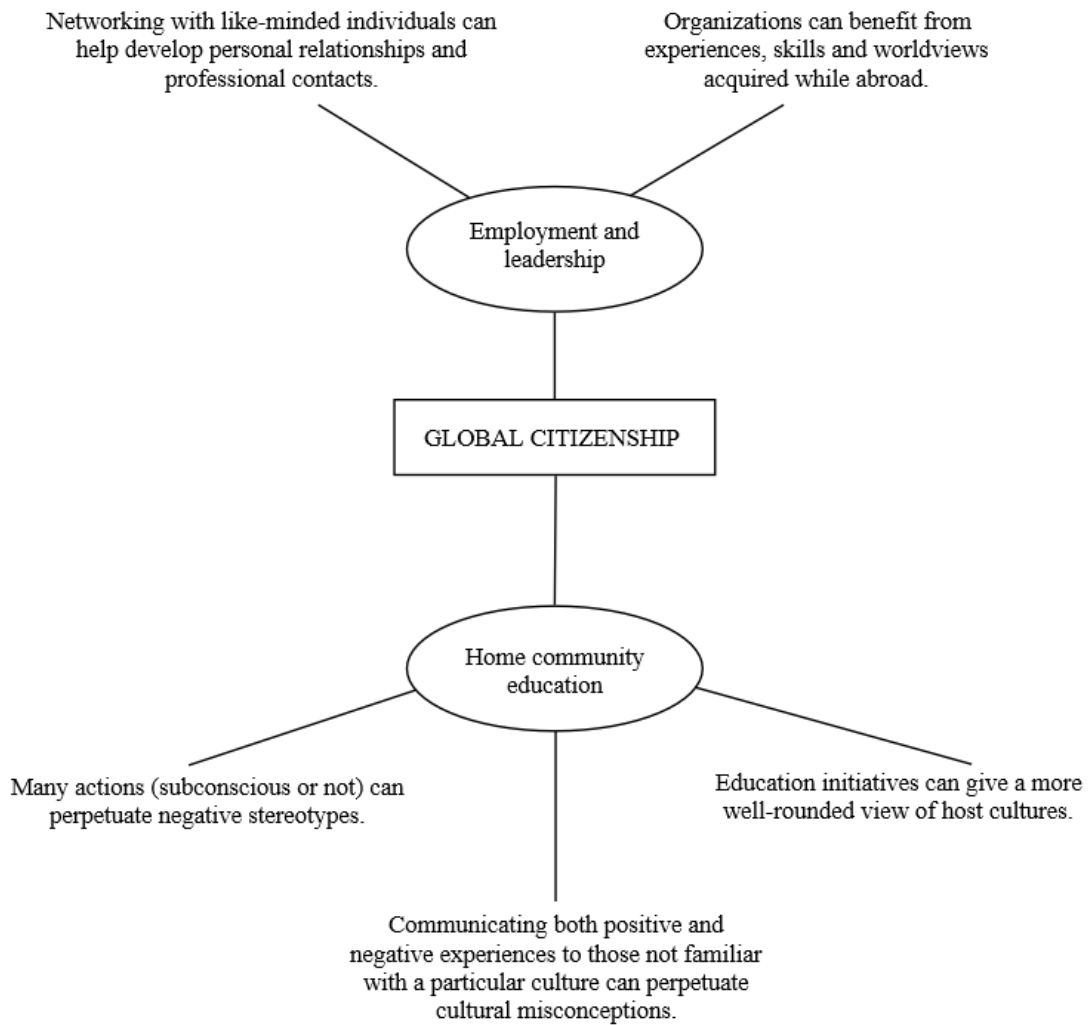 Networking with like-minded individuals can
help develop personal relationships and
professional contacts.
Organizations can benefit from
experiences, skills and worldviews
acquired while abroad.
Employment and
leadership
GLOBAL CITIZENSHIP
Home community
education
Many actions (subconscious or not) can
perpetuate negative stereotypes.
Education initiatives can give a more
well-rounded view of host cultures.
Communicating both positive and
negative experiences to those not familiar
with a particular culture can perpetuate
cultural misconceptions.